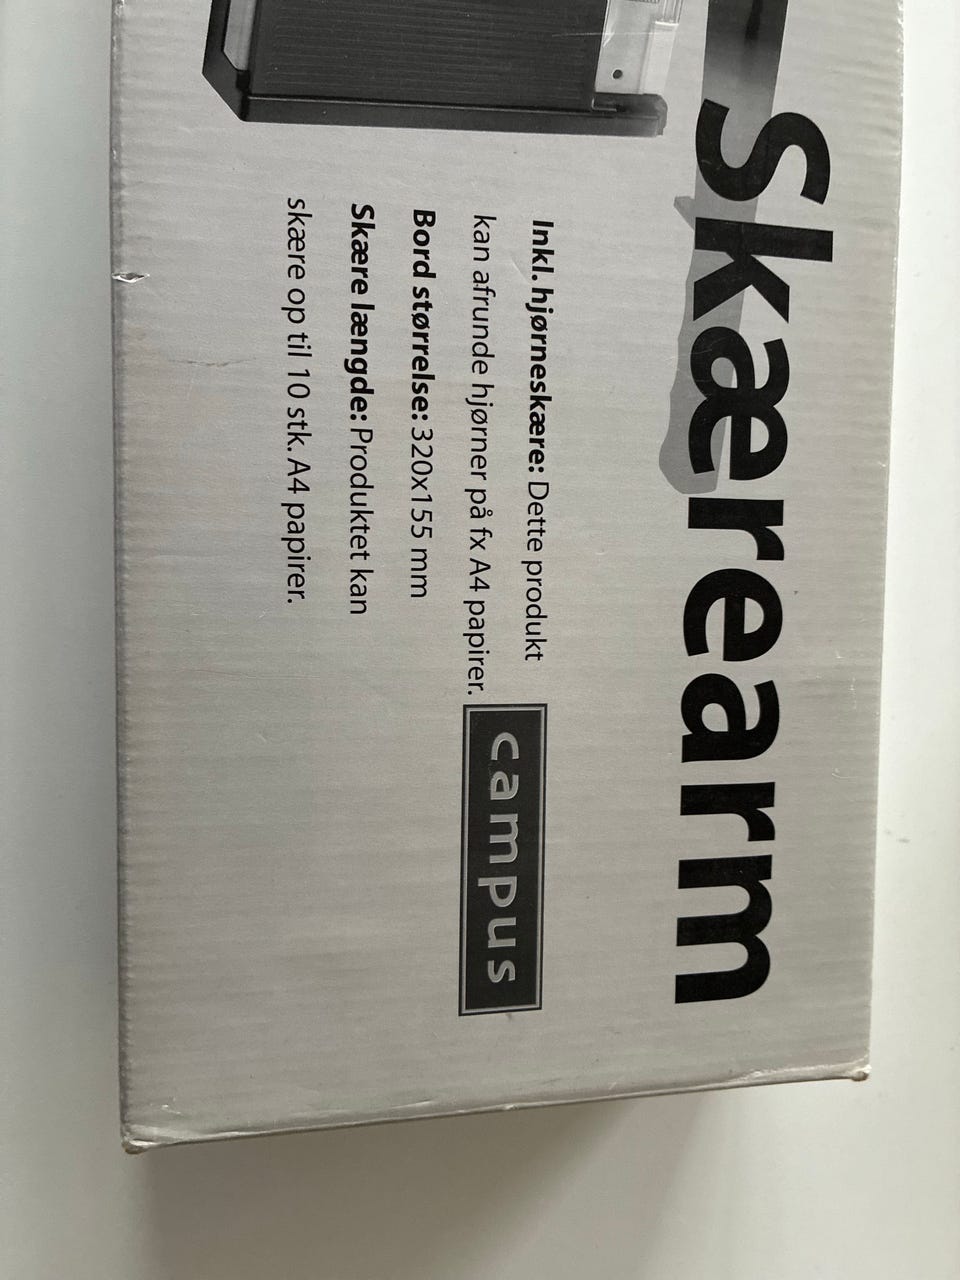 Skærearm
Inkl. hjørneskære: Dette produkt
kan afrunde hjørner på fx A4 papirer.
Bord størrelse: 320x155 mm
Skære længde: Produktet kan
skære op til 10 stk. A4 papirer.
campus